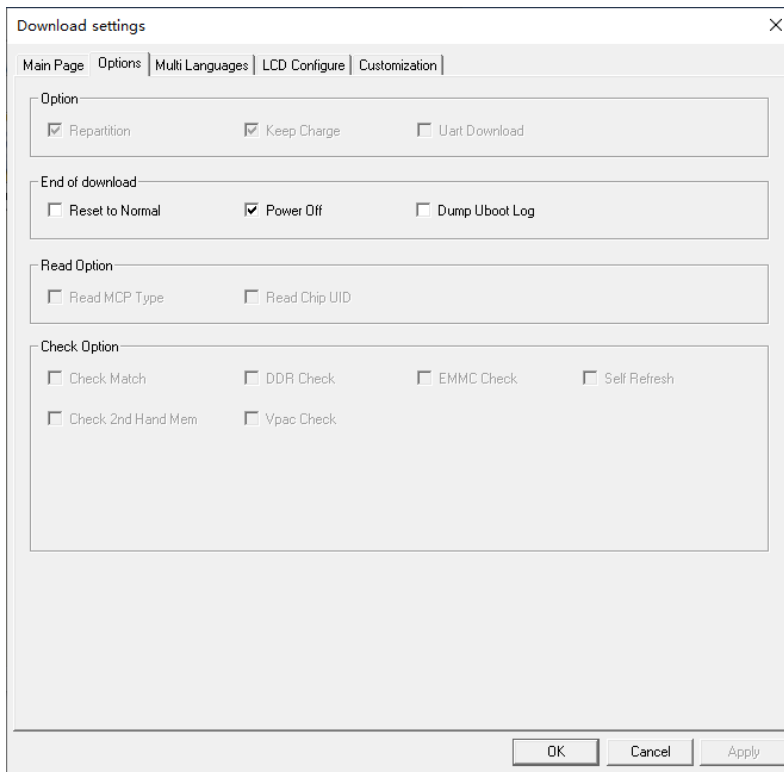 Download settings
Main Page Options Multi Languages LCD Configure Customization
Option
Repartition Keep Charge Uart Download
End of download
Reset to Normal Power Off Dump Uboot Log
Read Option
Read MCP Type Read Chip UID
Check Option
Check Match DDR Check EMMC Check Self Refresh
Check 2nd Hand Mem Vpac Check
OK Cancel Apply